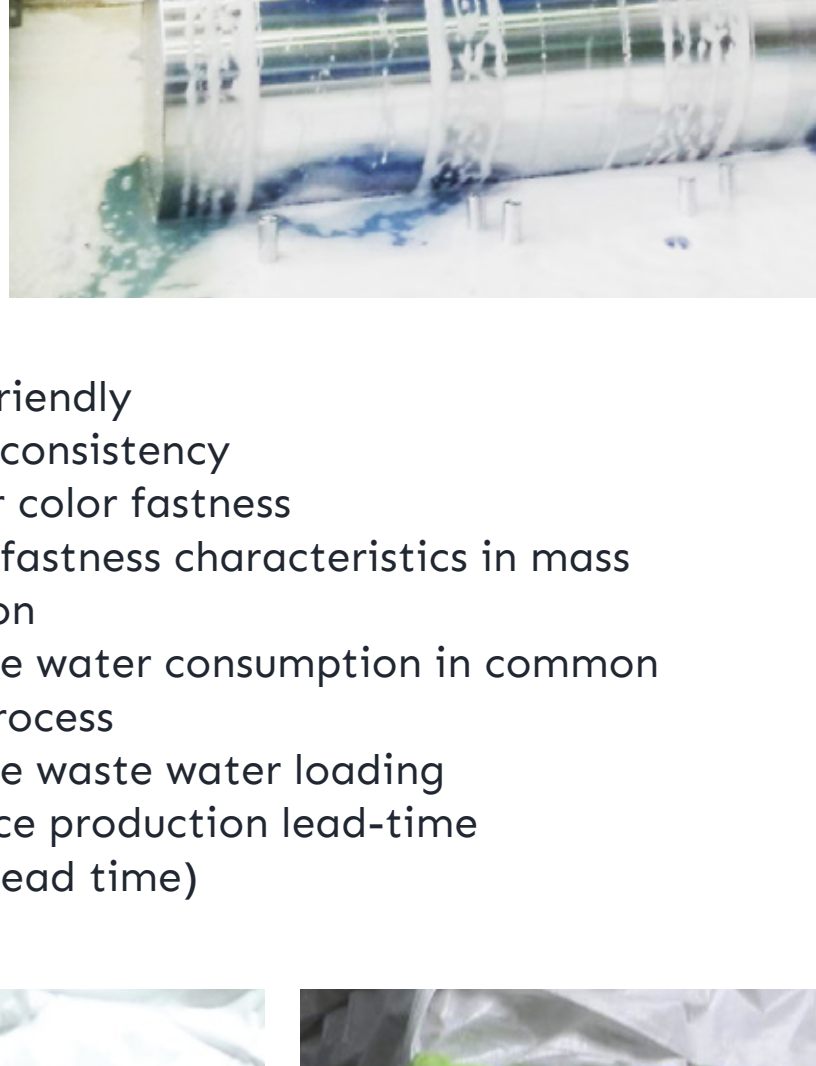 riendly
consistency
color fastness
fastness characteristics in mass
on
e water consumption in common
rocess
e waste water loading
ce production lead-time
ead time)